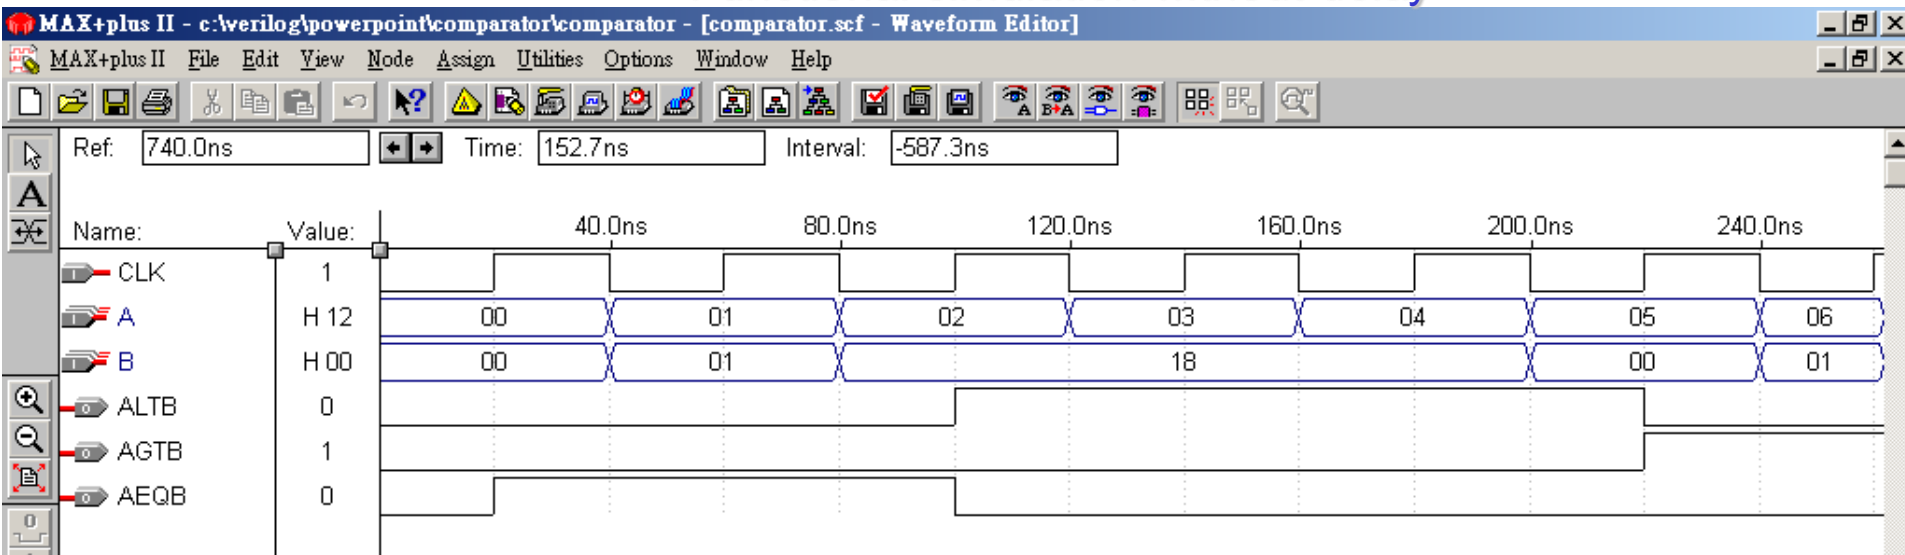 MAX+plus II - c:\verilog\powerpoint\comparator\comparator - [comparator.scf - Waveform Editor]
MAX+plus II File Edit View Node Assign Utilities Options Window Help
Ref: 740.0ns Time: 152.7ns Interval: -587.3ns
Name: Value: 40.0ns 80.0ns 120.0ns 160.0ns 200.0ns 240.0ns
CLK 1
A H 12 00 01 02 03 04 05 06
B H 00 00 01 18 00 01
ALTB 0
AGTB 1
AEQB 0